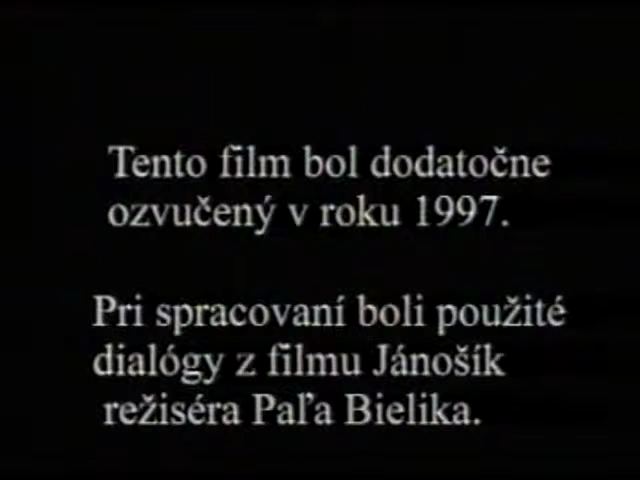 Tento film bol dodatočne
ozvučený v roku 1997.
Pri spracovaní boli použité
dialógy z filmu Jánošík
režiséra Paľa Bielika.